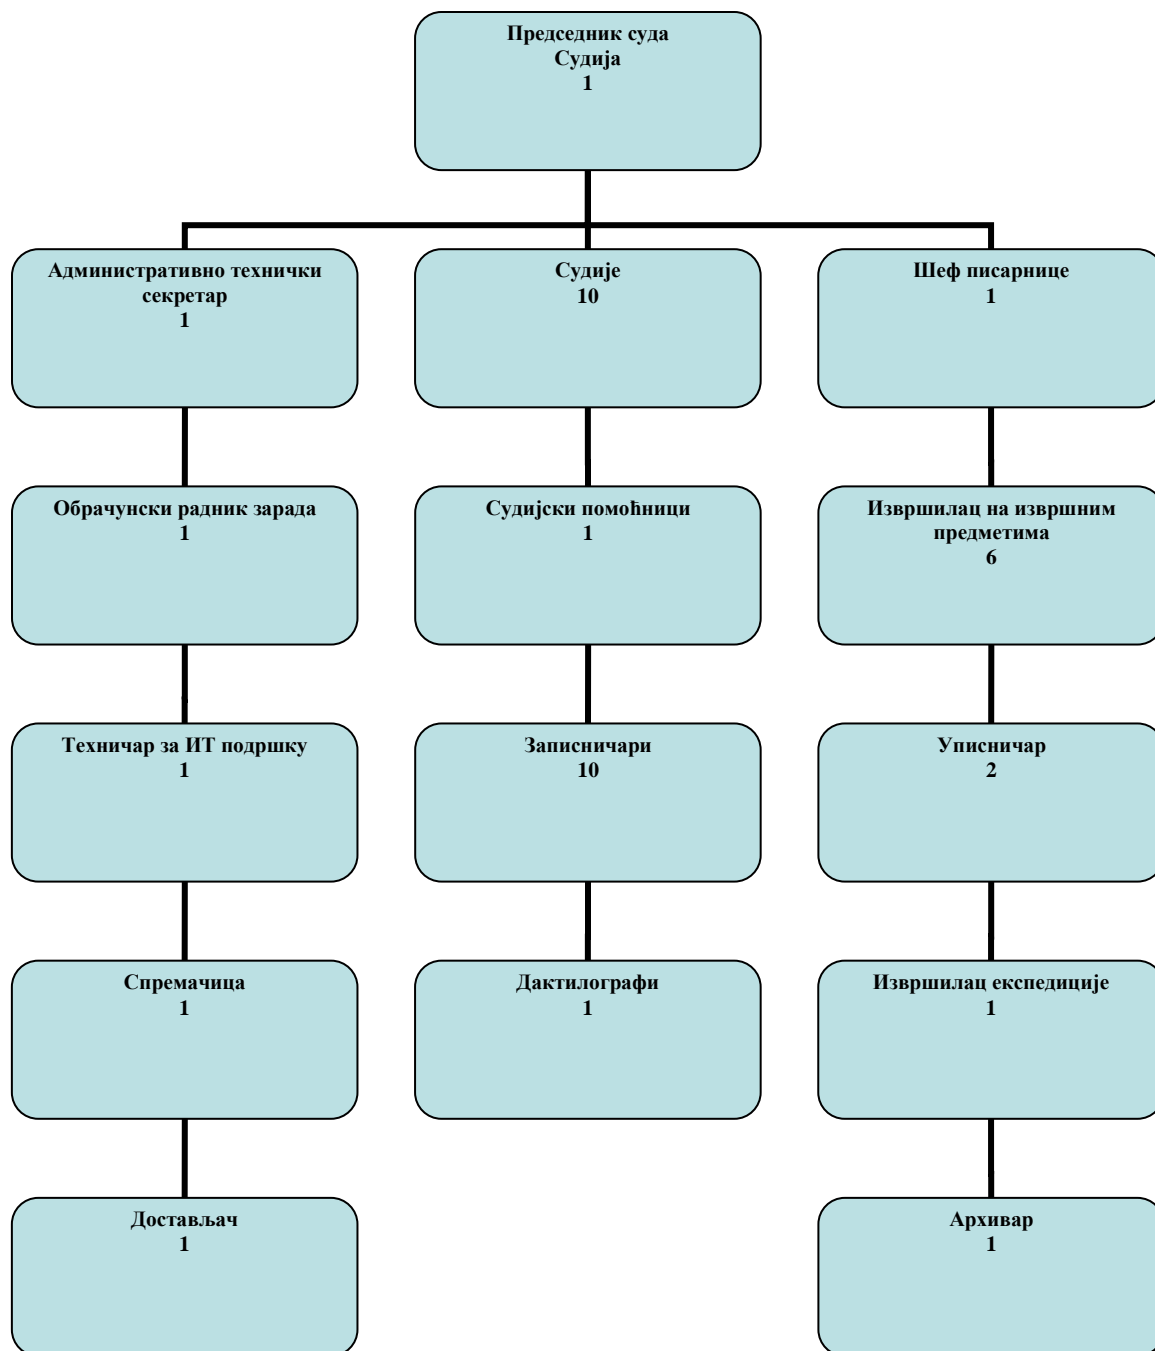 Председник суда
Судија
1
Административно технички
секретар
1
Судије
10
Шеф писарнице
1
Обрачунски радник зарада
1
Судијски помоћници
1
Извршилац на извршним
предметима
6
Техничар за ИТ подршку
1
Записничари
10
Уписничар
2
Спремачица
1
Дактилографи
1
Извршилац експедиције
1
Достављач
1
Архивар
1